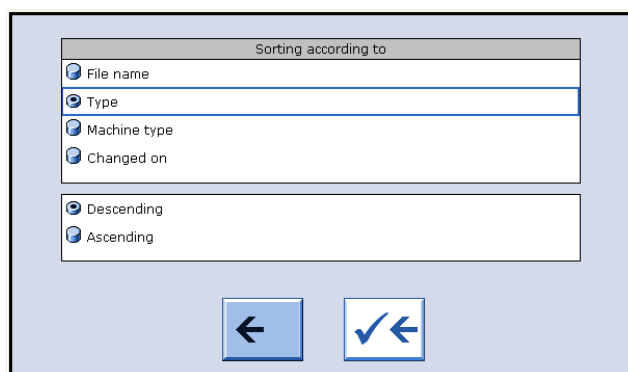 Sorting according to
File name
Type
Machine type
Changed on
Descending
Ascending